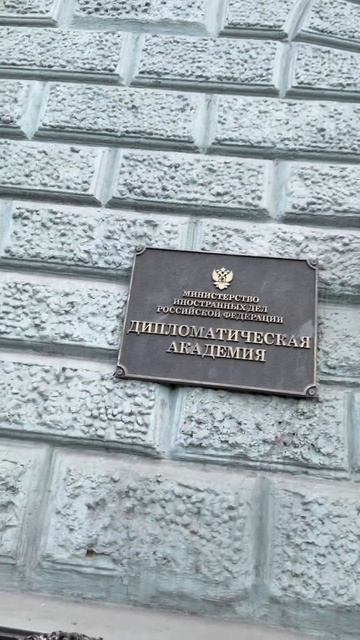 МИНИСТЕРСТВО
ИНОСТРАННЫХ ДЕЛ
РОССИЙСКОЙ ФЕДЕРАЦИИ
ДИПЛОМАТИЧЕСКАЯ
АКАДЕМИЯ